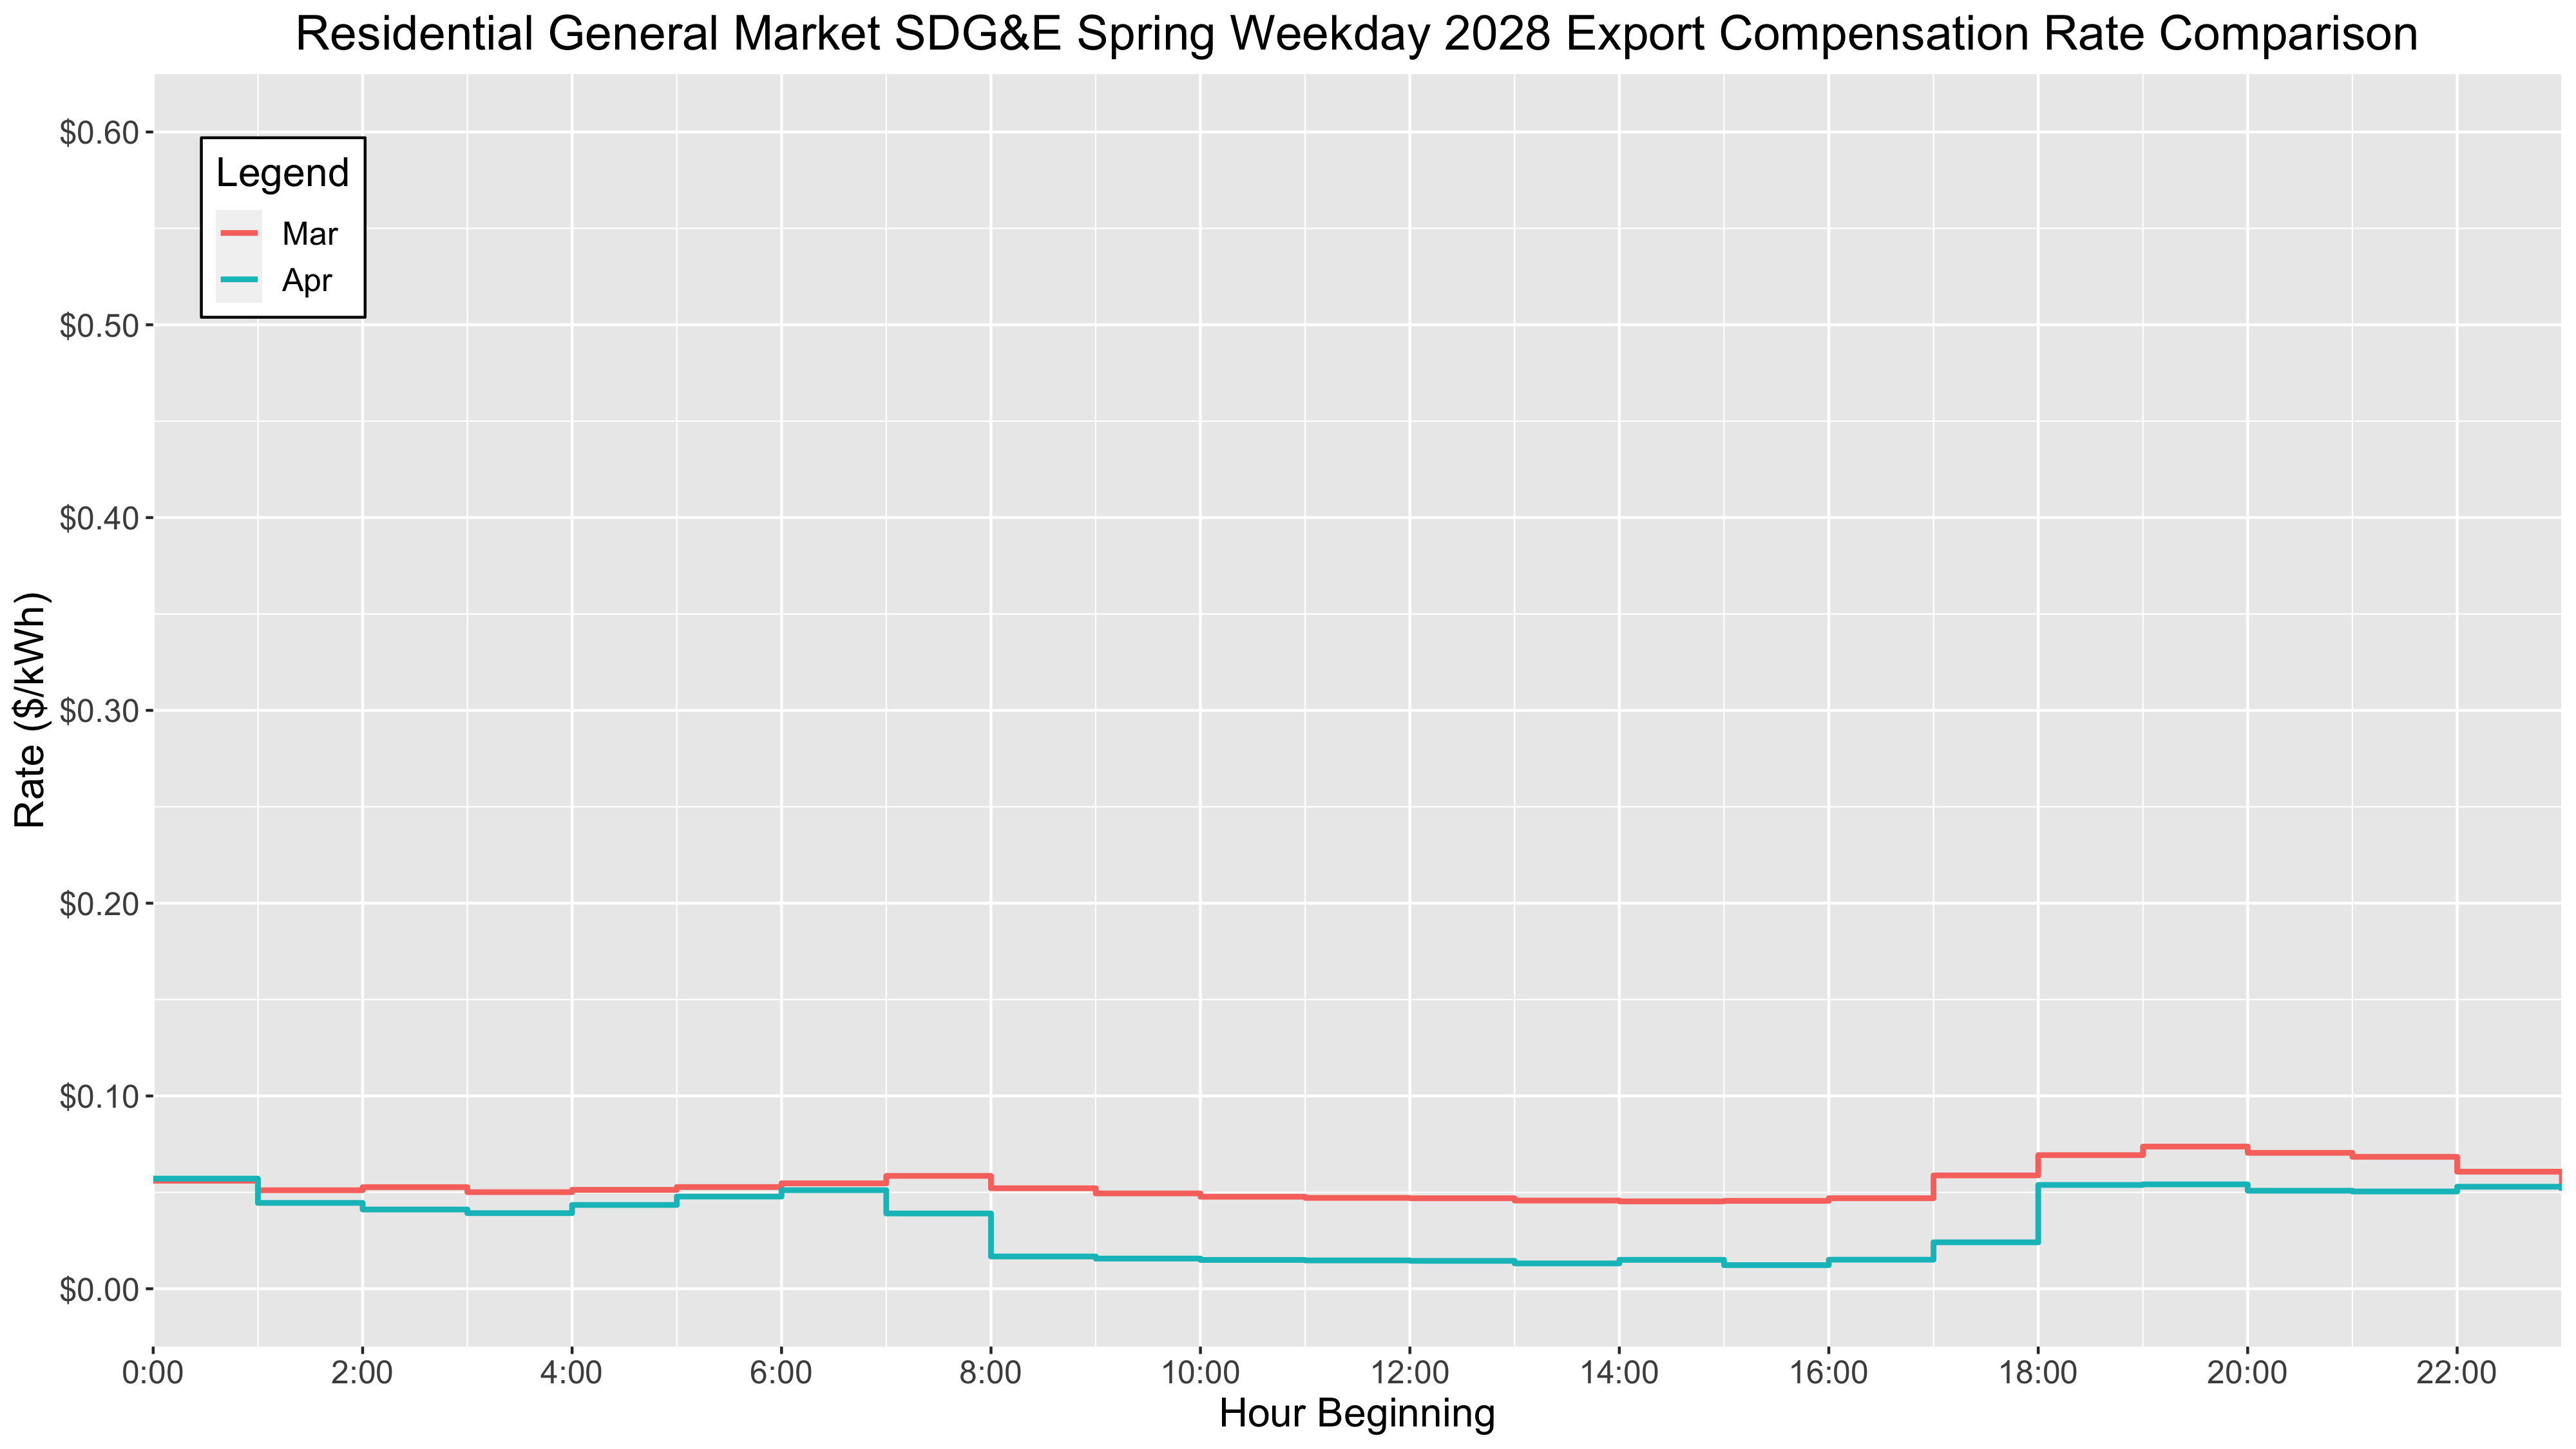 Residential General Market SDG&E Spring Weekday 2028 Export Compensation Rate Comparison
Legend
Mar
Apr
Rate ($/kWh)
$0.60
$0.50
$0.40
$0.30
$0.20
$0.10
$0.00
0:00 2:00 4:00 6:00 8:00 10:00 12:00 14:00 16:00 18:00 20:00 22:00
Hour Beginning